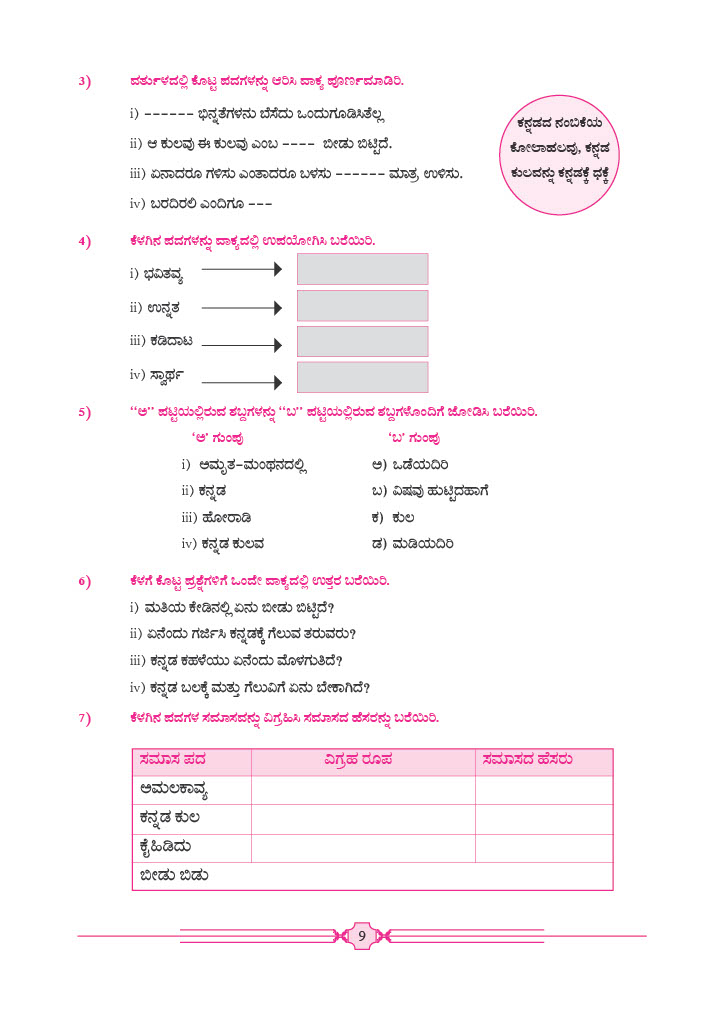 3) ವರ್ತುಳದಲ್ಲಿ ಕೊಟ್ಟ ಪದಗಳನ್ನು ಆರಿಸಿ ವಾಕ್ಯ ಪೂರ್ಣಮಾಡಿರಿ.
i) –––––– ಭಿನ್ನತೆಗಳನು ಬೆಸೆದು ಒಂದುಗೂಡಿಸಿತೆಲ್ಲ
ii) ಆ ಕುಲವು ಈ ಕುಲವು ಎಂಬ –––– ಬೀಡು ಬಿಟ್ಟಿದೆ.
iii) ಏನಾದರೂ ಗಳಿಸು ಎಂತಾದರೂ ಬಳಸು –––––– ಮಾತ್ರ ಉಳಿಸು.
iv) ಬರದಿರಲಿ ಎಂದಿಗೂ –––
ಕನ್ನಡದ ನಂಬಿಕೆಯ
ಕೋಲಾಹಲವು, ಕನ್ನಡ
ಕುಲವನ್ನು ಕನ್ನಡಕ್ಕೆ ಧಕ್ಕೆ
4) ಕೆಳಗಿನ ಪದಗಳನ್ನು ವಾಕ್ಯದಲ್ಲಿ ಉಪಯೋಗಿಸಿ ಬರೆಯಿರಿ.
i) ಭವಿತವ್ಯ
ii) ಉನ್ನತ
iii) ಕಡಿದಾಟ
iv) ಸ್ವಾರ್ಥ
5) “ಅ” ಪಟ್ಟಿಯಲ್ಲಿರುವ ಶಬ್ದಗಳನ್ನು “ಬ” ಪಟ್ಟಿಯಲ್ಲಿರುವ ಶಬ್ದಗಳೊಂದಿಗೆ ಜೋಡಿಸಿ ಬರೆಯಿರಿ.
‘ಅ’ ಗುಂಪು ‘ಬ’ ಗುಂಪು
i) ಅಮೃತ–ಮಂಥನದಲ್ಲಿ ಅ) ಒಡೆಯದಿರಿ
ii) ಕನ್ನಡ ಬ) ವಿಷವು ಹುಟ್ಟಿದಹಾಗೆ
iii) ಹೋರಾಡಿ ಕ) ಕುಲ
iv) ಕನ್ನಡ ಕುಲವ ಡ) ಮಡಿಯದಿರಿ
6) ಕೆಳಗೆ ಕೊಟ್ಟ ಪ್ರಶ್ನೆಗಳಿಗೆ ಒಂದೇ ವಾಕ್ಯದಲ್ಲಿ ಉತ್ತರ ಬರೆಯಿರಿ.
i) ಮತಿಯ ಕೇಡಿನಲ್ಲಿ ಏನು ಬೀಡು ಬಿಟ್ಟಿದೆ?
ii) ಏನೆಂದು ಗರ್ಜಿಸಿ ಕನ್ನಡಕ್ಕೆ ಗೆಲುವ ತರುವರು?
iii) ಕನ್ನಡ ಕಹಳೆಯು ಏನೆಂದು ಮೊಳಗುತಿದೆ?
iv) ಕನ್ನಡ ಬಲಕ್ಕೆ ಮತ್ತು ಗೆಲುವಿಗೆ ಏನು ಬೇಕಾಗಿದೆ?
7) ಕೆಳಗಿನ ಪದಗಳ ಸಮಾಸವನ್ನು ವಿಗ್ರಹಿಸಿ ಸಮಾಸದ ಹೆಸರನ್ನು ಬರೆಯಿರಿ.
ಸಮಾಸ ಪದ ವಿಗ್ರಹ ರೂಪ ಸಮಾಸದ ಹೆಸರು
ಅಮಲಕಾವ್ಯ
ಕನ್ನಡ ಕುಲ
ಕೈಹಿಡಿದು
ಬೀಡು ಬಿಡು
9